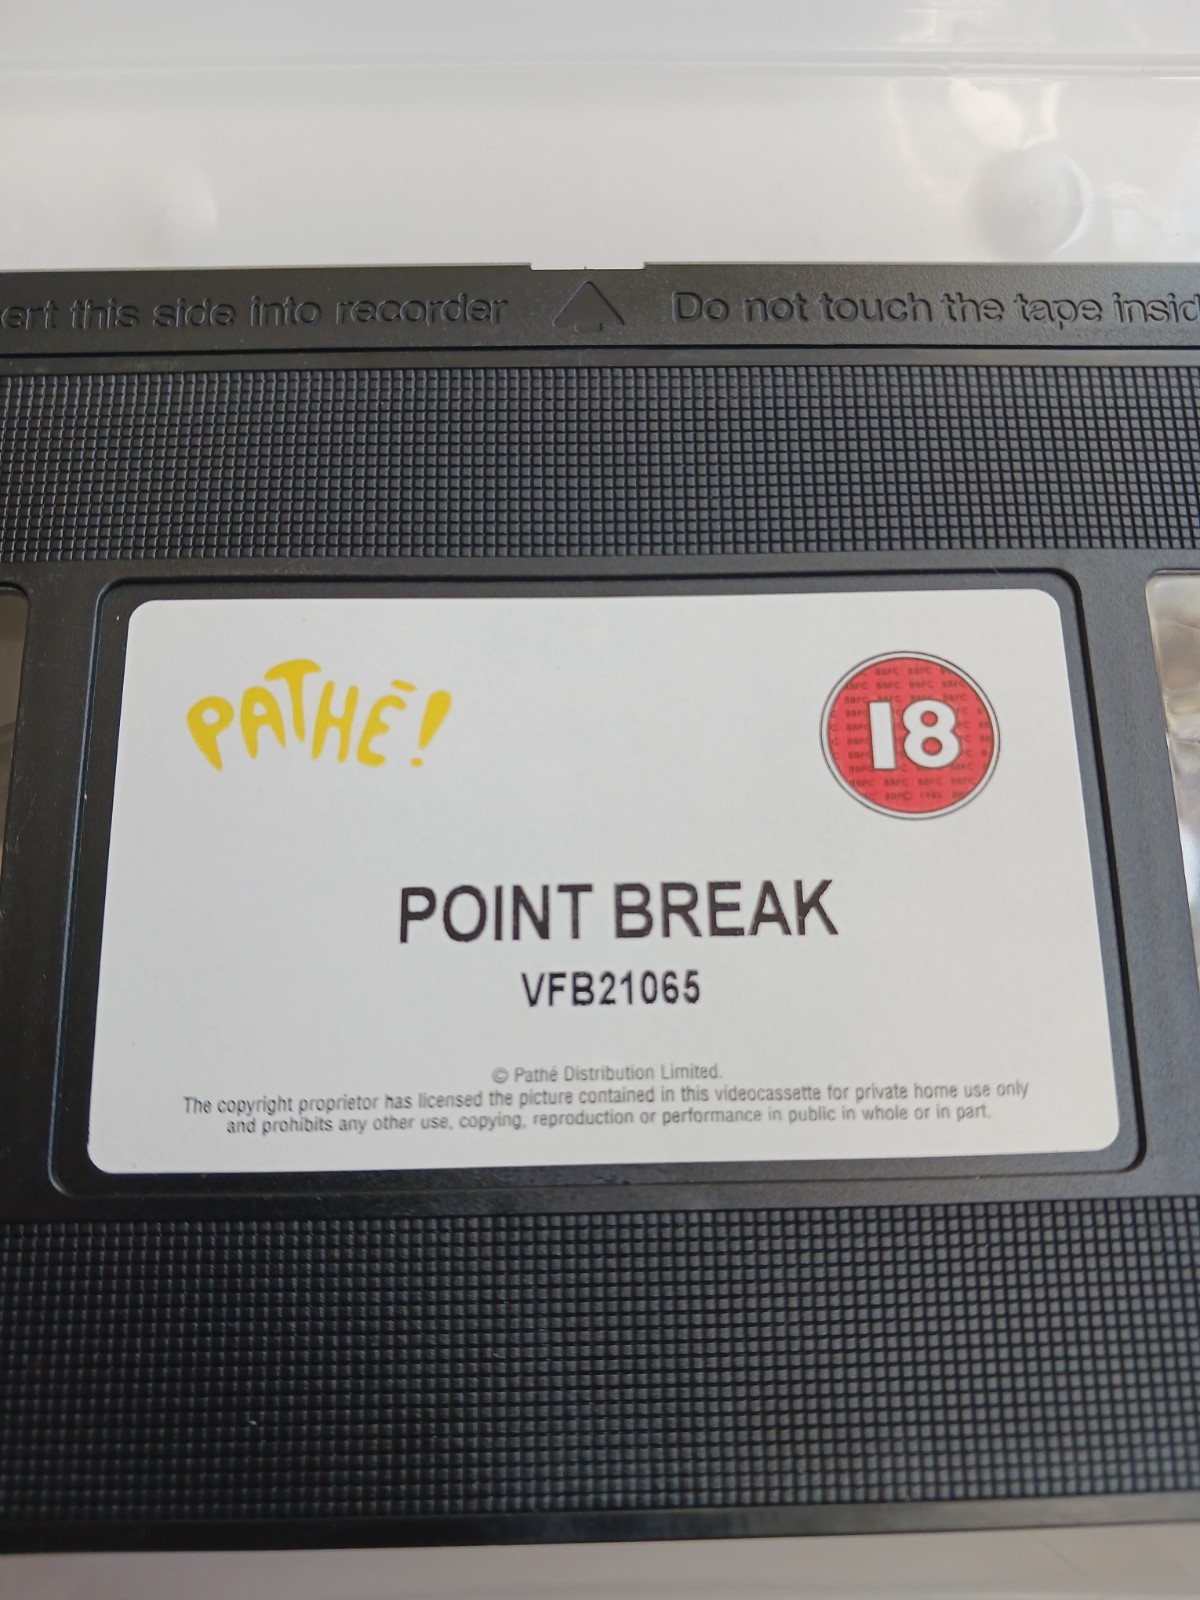 ert this side into recorder Do not touch the tape insid
PATHĒ!
18
POINT BREAK
VFB21065
© Pathé Distribution Limited.
The copyright proprietor has licensed the picture contained in this videocassette for private home use only
and prohibits any other use, copying, reproduction or performance in public in whole or in part.